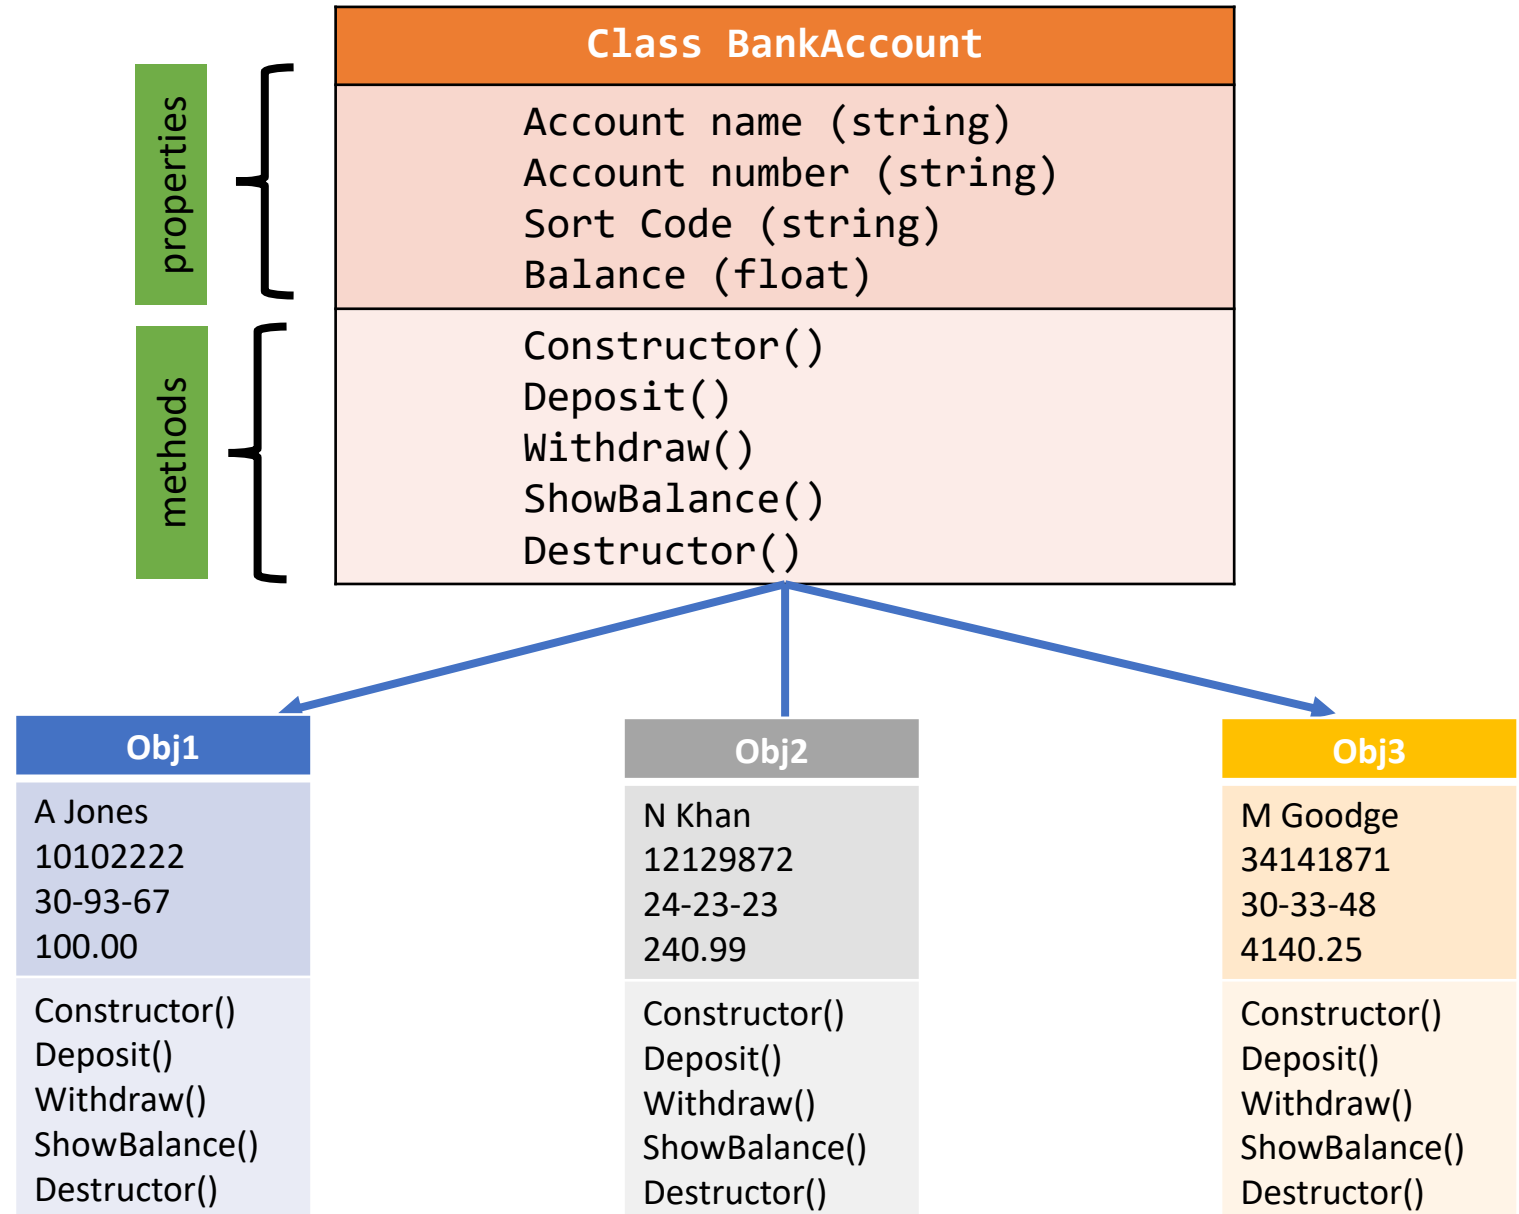 Class BankAccount
properties
Account name (string)
Account number (string)
Sort Code (string)
Balance (float)
methods
Constructor()
Deposit()
Withdraw()
ShowBalance()
Destructor()
Obj1
A Jones
10102222
30-93-67
100.00
Constructor()
Deposit()
Withdraw()
ShowBalance()
Destructor()
Obj2
N Khan
12129872
24-23-23
240.99
Constructor()
Deposit()
Withdraw()
ShowBalance()
Destructor()
Obj3
M Goodge
34141871
30-33-48
4140.25
Constructor()
Deposit()
Withdraw()
ShowBalance()
Destructor()